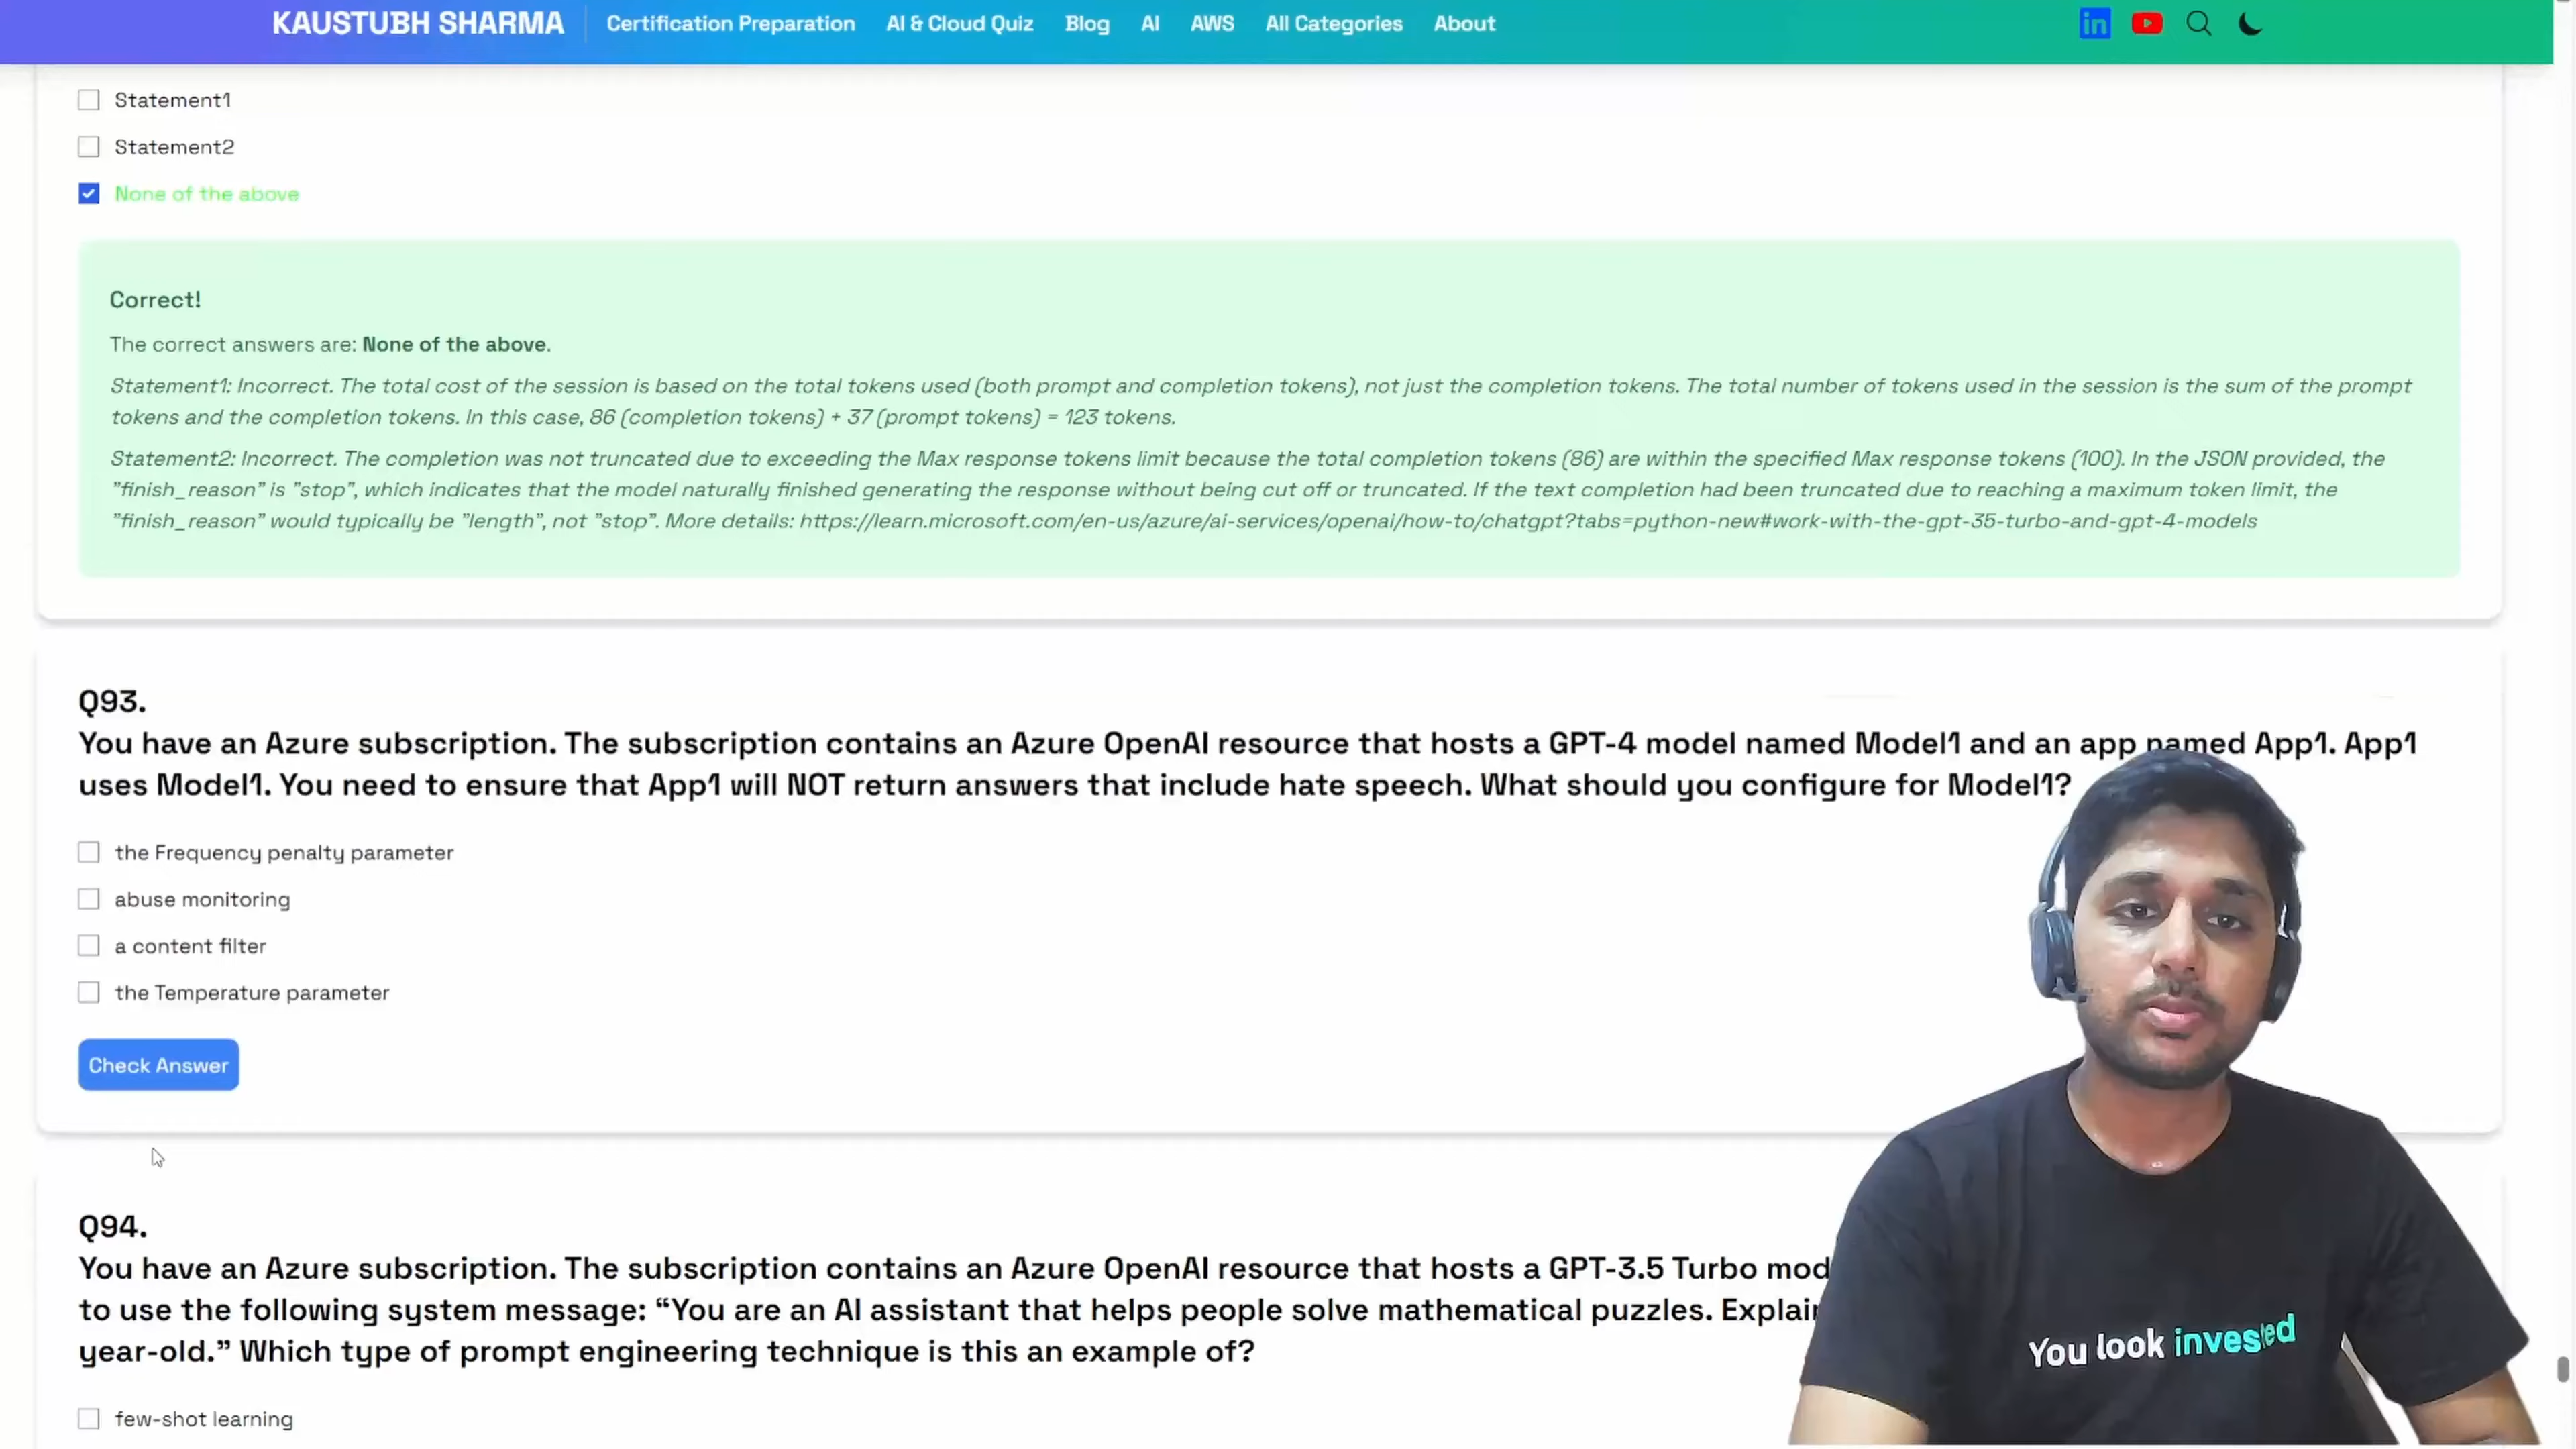 KAUSTUBH SHARMA Certification Preparation AI & Cloud Quiz Blog AI AWS All Categories About
Statement1
Statement2
None of the above
Correct!
The correct answers are: None of the above.
Statement1: Incorrect. The total cost of the session is based on the total tokens used (both prompt and completion tokens), not just the completion tokens. The total number of tokens used in the session is the sum of the prompt
tokens and the completion tokens. In this case, 86 (completion tokens) + 37 (prompt tokens) = 123 tokens.
Statement2: Incorrect. The completion was not truncated due to exceeding the Max response tokens limit because the total completion tokens (86) are within the specified Max response tokens (100). In the JSON provided, the
"finish_reason" is "stop", which indicates that the model naturally finished generating the response without being cut off or truncated. If the text completion had been truncated due to reaching a maximum token limit, the
"finish_reason" would typically be "length", not "stop". More details: https://learn.microsoft.com/en-us/azure/ai-services/openai/how-to/chatgpt?tabs=python-new#work-with-the-gpt-35-turbo-and-gpt-4-models
Q93.
You have an Azure subscription. The subscription contains an Azure OpenAI resource that hosts a GPT-4 model named Model1 and an app named App1. App1
uses Model1. You need to ensure that App1 will NOT return answers that include hate speech. What should you configure for Model1?
the Frequency penalty parameter
abuse monitoring
a content filter
the Temperature parameter
Check Answer
Q94.
You have an Azure subscription. The subscription contains an Azure OpenAI resource that hosts a GPT-3.5 Turbo mod
to use the following system message: “You are an AI assistant that helps people solve mathematical puzzles. Explain
year-old.” Which type of prompt engineering technique is this an example of?
few-shot learning
You look invested